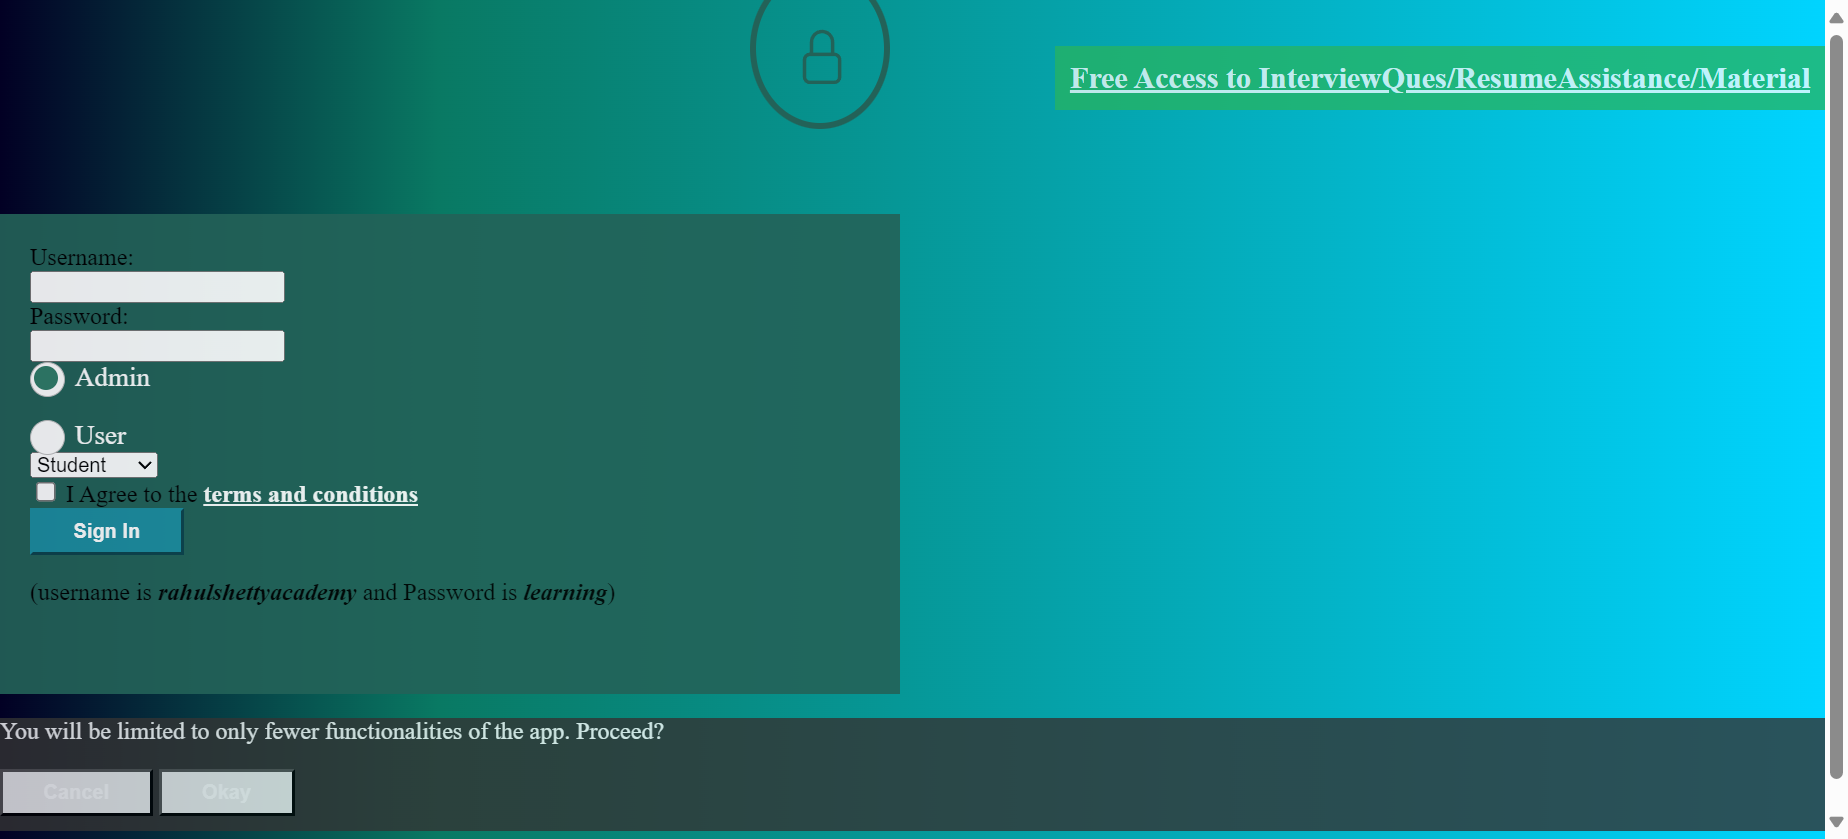 Free Access to InterviewQues/ResumeAssistance/Material
Username:
Password:
Admin
User
Student
I Agree to the terms and conditions
Sign In
(username is rahulshettyacademy and Password is learning)
You will be limited to only fewer functionalities of the app. Proceed?
Cancel Okay